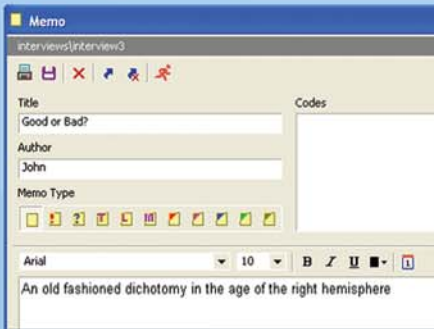 Memo
interviews\interview3
Title
Codes
Good or Bad?
Author
John
Memo Type
! ? T L M
Arial 10 B I U 1
An old fashioned dichotomy in the age of the right hemisphere